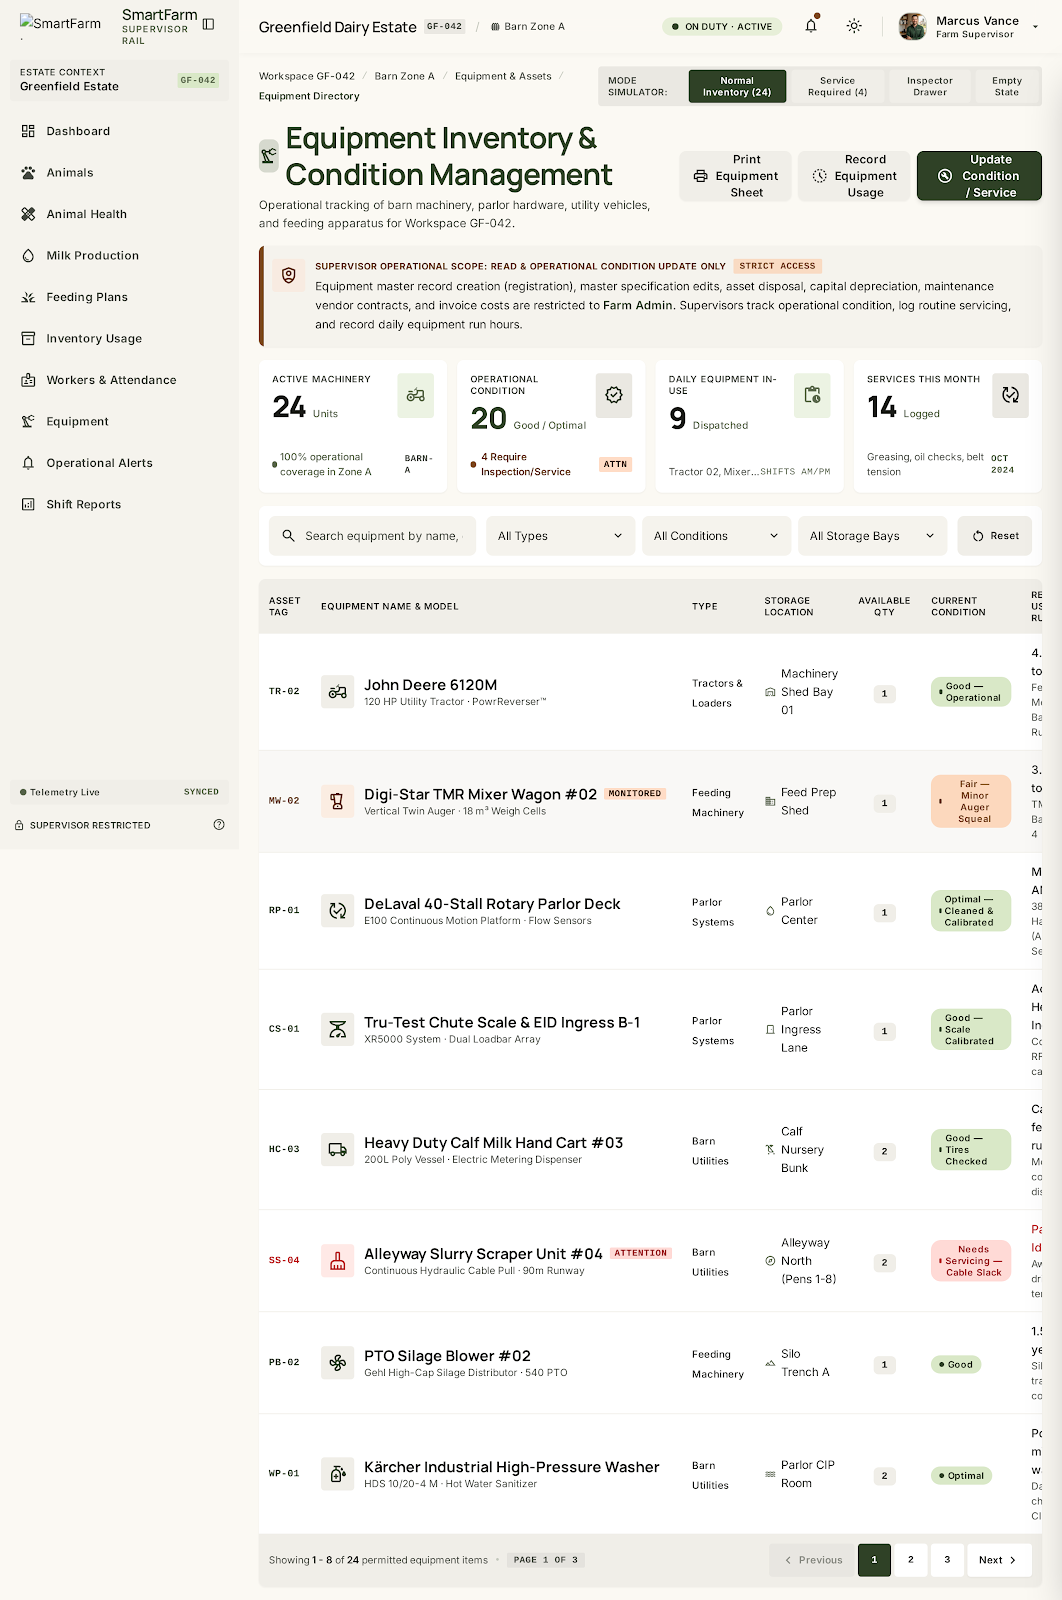 SmartFarm
SmartFarm
SUPERVISOR
RAIL
ESTATE CONTEXT
Greenfield Estate
GF-042
Dashboard
Animals
Animal Health
Milk Production
Feeding Plans
Inventory Usage
Workers & Attendance
Equipment
Operational Alerts
Shift Reports
Telemetry Live
SYNCED
SUPERVISOR RESTRICTED
Greenfield Dairy Estate
GF-042
/
Barn Zone A
ON DUTY · ACTIVE
Marcus Vance
Farm Supervisor
Workspace GF-042 / Barn Zone A / Equipment & Assets /
Equipment Directory
MODE
SIMULATOR:
Normal
Inventory (24)
Service
Required (4)
Inspector
Drawer
Empty
State
Equipment Inventory &
Condition Management
Operational tracking of barn machinery, parlor hardware, utility vehicles,
and feeding apparatus for Workspace GF-042.
Print
Equipment
Sheet
Record
Equipment
Usage
Update
Condition
/ Service
SUPERVISOR OPERATIONAL SCOPE: READ & OPERATIONAL CONDITION UPDATE ONLY
STRICT ACCESS
Equipment master record creation (registration), master specification edits, asset disposal, capital depreciation, maintenance
vendor contracts, and invoice costs are restricted to Farm Admin. Supervisors track operational condition, log routine servicing,
and record daily equipment run hours.
ACTIVE MACHINERY
24 Units
100% operational
coverage in Zone A
BARN-
A
OPERATIONAL
CONDITION
20 Good / Optimal
4 Require
Inspection/Service
ATTN
DAILY EQUIPMENT IN-
USE
9 Dispatched
Tractor 02, Mixer...
SHIFTS AM/PM
SERVICES THIS MONTH
14 Logged
Greasing, oil checks, belt
tension
OCT
2024
Search equipment by name,
All Types
All Conditions
All Storage Bays
Reset
ASSET
TAG
EQUIPMENT NAME & MODEL
TYPE
STORAGE
LOCATION
AVAILABLE
QTY
CURRENT
CONDITION
TR-02
John Deere 6120M
120 HP Utility Tractor · PowrReverser™
Tractors &
Loaders
Machinery
Shed Bay
01
1
Good —
Operational
MW-02
Digi-Star TMR Mixer Wagon #02
MONITORED
Vertical Twin Auger · 18 m³ Weigh Cells
Feeding
Machinery
Feed Prep
Shed
1
Fair —
Minor
Auger
Squeal
RP-01
DeLaval 40-Stall Rotary Parlor Deck
E100 Continuous Motion Platform · Flow Sensors
Parlor
Systems
Parlor
Center
1
Optimal —
Cleaned &
Calibrated
CS-01
Tru-Test Chute Scale & EID Ingress B-1
XR5000 System · Dual Loadbar Array
Parlor
Systems
Parlor
Ingress
Lane
1
Good —
Scale
Calibrated
HC-03
Heavy Duty Calf Milk Hand Cart #03
200L Poly Vessel · Electric Metering Dispenser
Barn
Utilities
Calf
Nursery
Bunk
2
Good —
Tires
Checked
SS-04
Alleyway Slurry Scraper Unit #04
ATTENTION
Continuous Hydraulic Cable Pull · 90m Runway
Barn
Utilities
Alleyway
North
(Pens 1-8)
2
Needs
Servicing —
Cable Slack
PB-02
PTO Silage Blower #02
Gehl High-Cap Silage Distributor · 540 PTO
Feeding
Machinery
Silo
Trench A
1
Good
WP-01
Kärcher Industrial High-Pressure Washer
HDS 10/20-4 M · Hot Water Sanitizer
Barn
Utilities
Parlor CIP
Room
2
Optimal
Showing 1 - 8 of 24 permitted equipment items •
PAGE 1 OF 3
Previous
1
2
3
Next